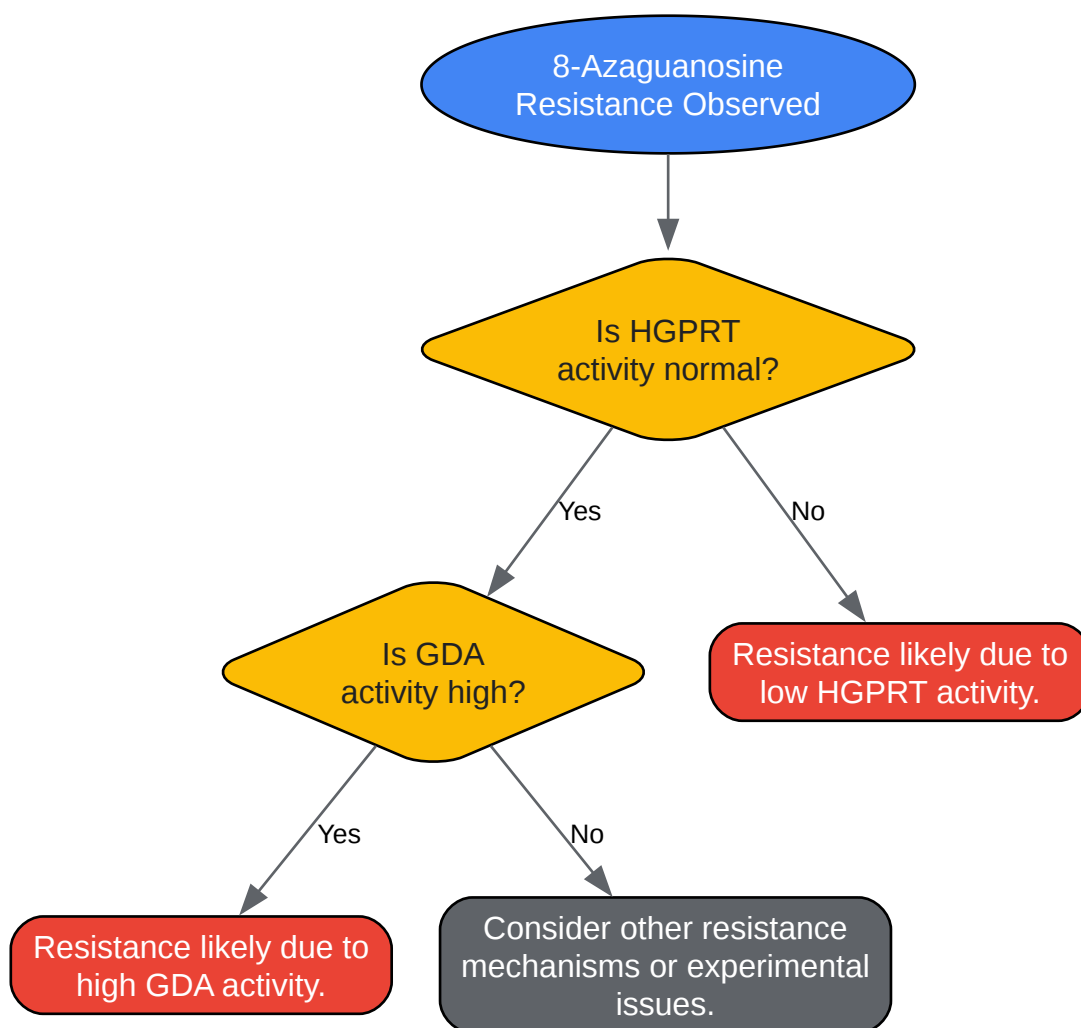 8-Azaguanosine
Resistance Observed
Is HGPRT
activity normal?
Yes
No
Is GDA
activity high?
Resistance likely due to
low HGPRT activity.
Yes
No
Resistance likely due to
high GDA activity.
Consider other resistance
mechanisms or experimental
issues.